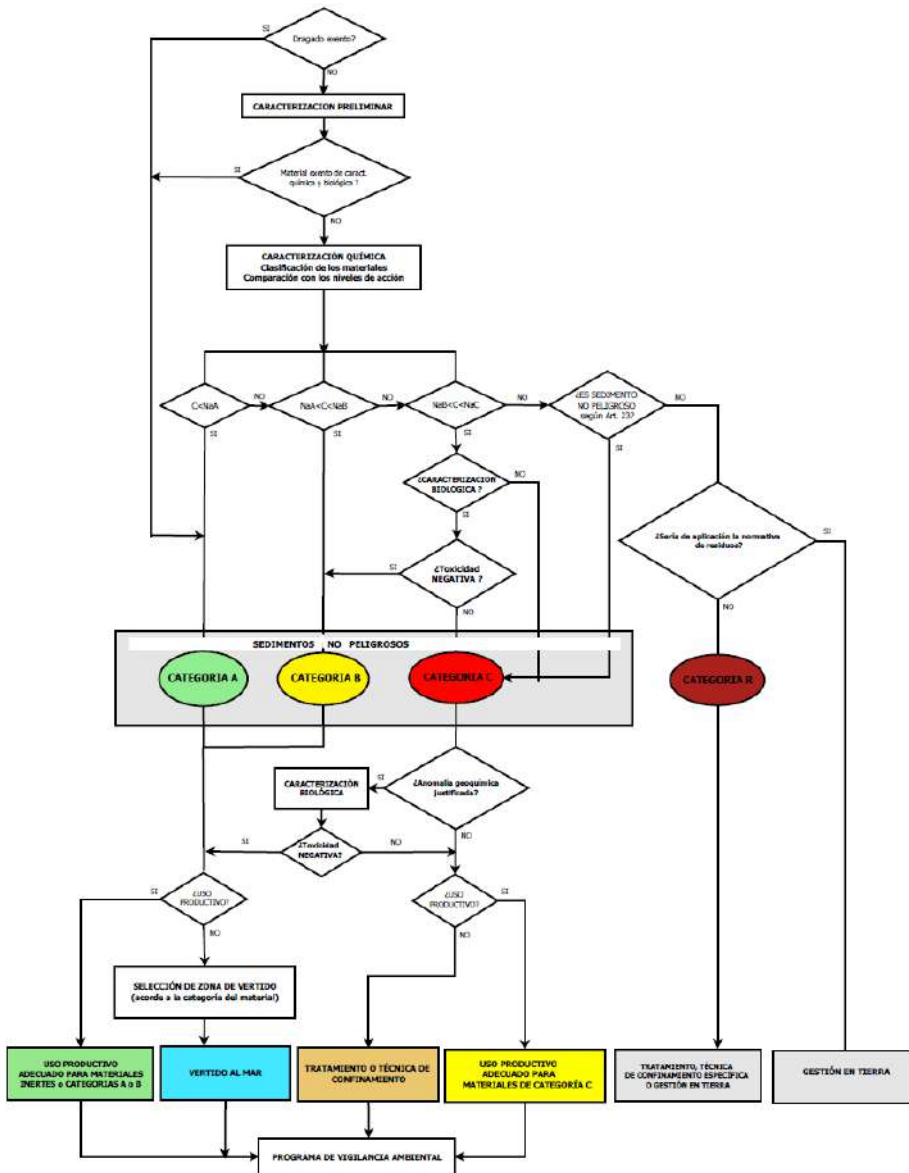 Dragado exento?
SI
NO
CARACTERIZACION PRELIMINAR
SI
Material exento de caract.
química y biológica ?
NO
CARACTERIZACIÓN QUÍMICA
Clasificación de los materiales
Comparación con los niveles de acción
C<NaA
NO
NaA<C<NaB
NO
NaB<C<NaC
NO
¿ES SEDIMENTO
NO PELIGROSO
según Art. 23?
NO
SI
SI
SI
SI
¿CARACTERIZACION
BIOLOGICA ?
NO
SI
¿Sería de aplicación la normativa
de residuos?
SI
NO
SI
¿Toxicidad
NEGATIVA ?
NO
SEDIMENTOS NO PELIGROSOS
CATEGORIA A
CATEGORIA B
CATEGORIA C
CATEGORIA R
CARACTERIZACIÓN
BIOLÓGICA
SI
¿Anomalía geoquímica
justificada?
NO
SI
¿Toxicidad
NEGATIVA?
NO
SI
¿USO
PRODUCTIVO?
NO
¿USO
PRODUCTIVO?
SI
NO
SELECCIÓN DE ZONA DE VERTIDO
(acorde a la categoría del material)
USO PRODUCTIVO
ADECUADO PARA MATERIALES
INERTES o CATEGORIAS A o B
VERTIDO AL MAR
TRATAMIENTO O TÉCNICA DE
CONFINAMIENTO
USO PRODUCTIVO
ADECUADO PARA
MATERIALES DE CATEGORÍA C
TRATAMIENTO, TÉCNICA
DE CONFINAMIENTO ESPECÍFICA
O GESTIÓN EN TIERRA
GESTIÓN EN TIERRA
PROGRAMA DE VIGILANCIA AMBIENTAL